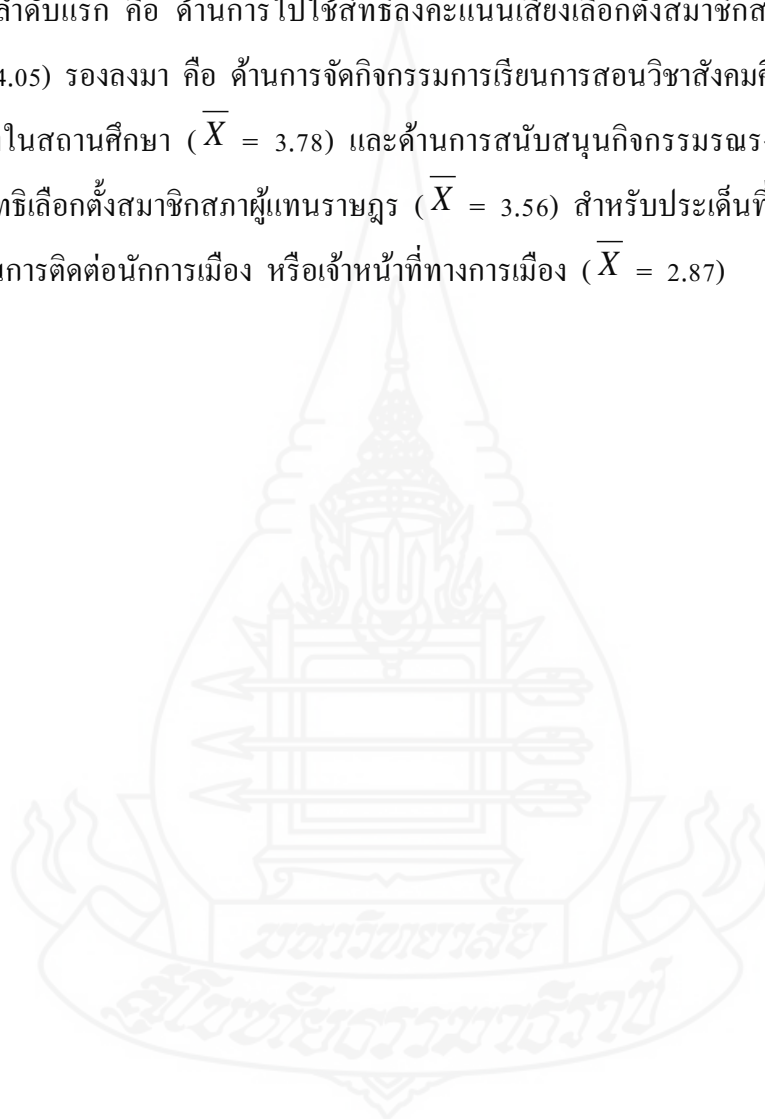 ลำดับแรก คือ ด้านการไปใช้สิทธิลงคะแนนเสียงเลือกตั้งสมาชิกส
4.05) รองลงมา คือ ด้านการจัดกิจกรรมการเรียนการสอนวิชาสังคมศึ
ในสถานศึกษา ( X̅ = 3.78) และด้านการสนับสนุนกิจกรรมรณร
ทธิเลือกตั้งสมาชิกสภาผู้แทนราษฎร ( X̅ = 3.56) สำหรับประเด็นที่
นการติดต่อนักการเมือง หรือเจ้าหน้าที่ทางการเมือง ( X̅ = 2.87)
มหาวิทยาลัย
สุโขทัยธรรมาธิราช